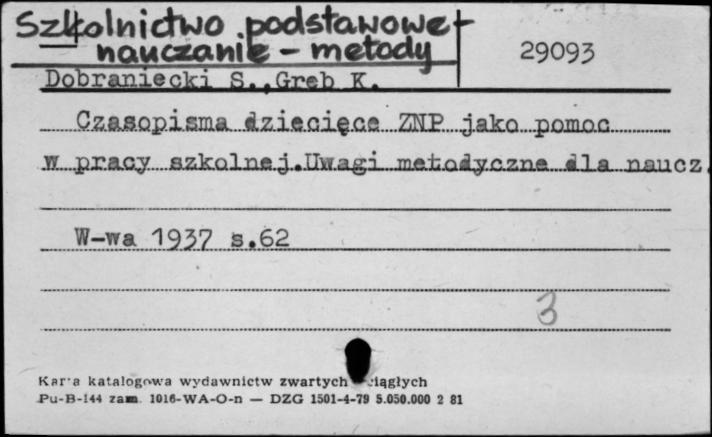 Szkolnictwo podstawowe-
nauczanie - metody
29093
Dobraniecki S., Greb K.
Czasopisma dziecięce ZNP jako pomoc
w pracy szkolnej. Uwagi metodyczne dla naucz.
W-wa 1937 s.62
3
Karta katalogowa wydawnictw zwartych ciągłych
Pu-B-144 zam. 1016-WA-O-n — DZG 1501-4-79 5.050.000 2 81